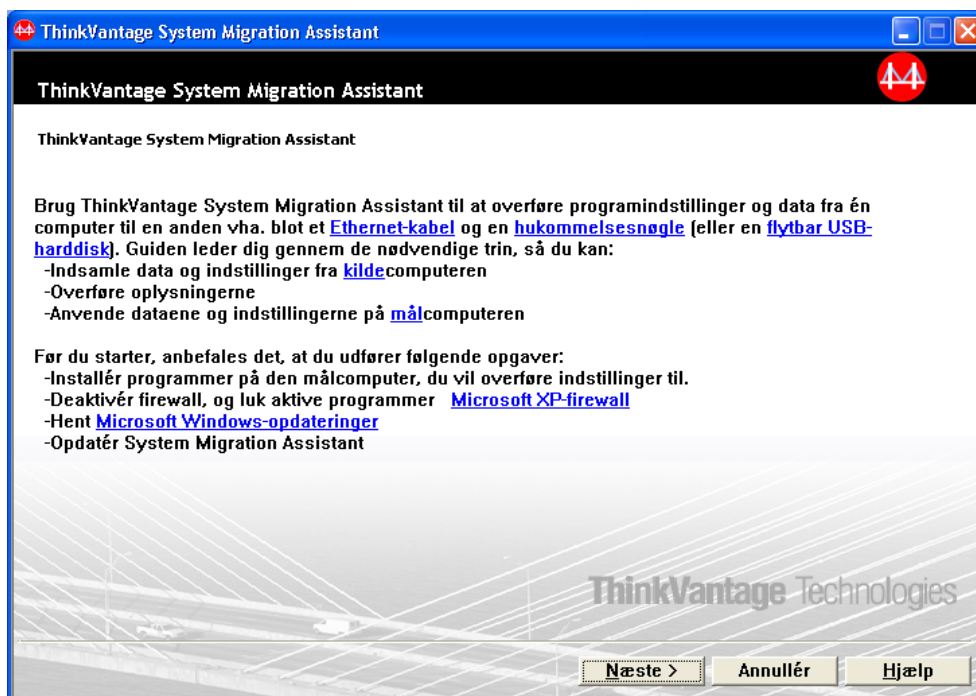 ThinkVantage System Migration Assistant
ThinkVantage System Migration Assistant
ThinkVantage System Migration Assistant
Brug ThinkVantage System Migration Assistant til at overføre programindstillinger og data fra én
computer til en anden vha. blot et Ethernet-kabel og en hukommelsesnøgle (eller en flytbar USB-
harddisk). Guiden leder dig gennem de nødvendige trin, så du kan:
-Indsamle data og indstillinger fra kildecomputeren
-Overføre oplysningerne
-Anvende dataene og indstillingerne på målcomputeren
Før du starter, anbefales det, at du udfører følgende opgaver:
-Installér programmer på den målcomputer, du vil overføre indstillinger til.
-Deaktivér firewall, og luk aktive programmer Microsoft XP-firewall
-Hent Microsoft Windows-opdateringer
-Opdatér System Migration Assistant
ThinkVantage Technologies
Næste > Annullér Hjælp